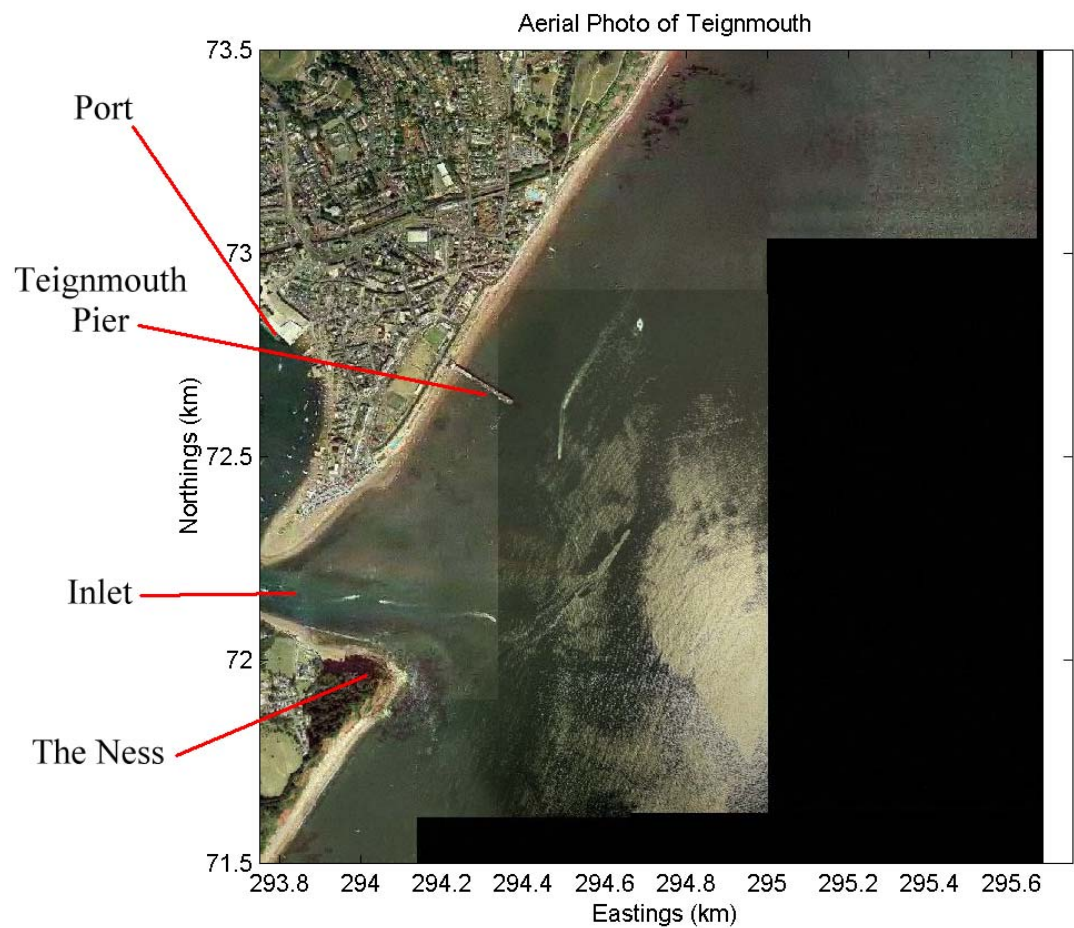 Aerial Photo of Teignmouth
73.5
Port
73
Teignmouth
Pier
Northings (km)
72.5
Inlet
72
The Ness
71.5
293.8 294 294.2 294.4 294.6 294.8 295 295.2 295.4 295.6
Eastings (km)